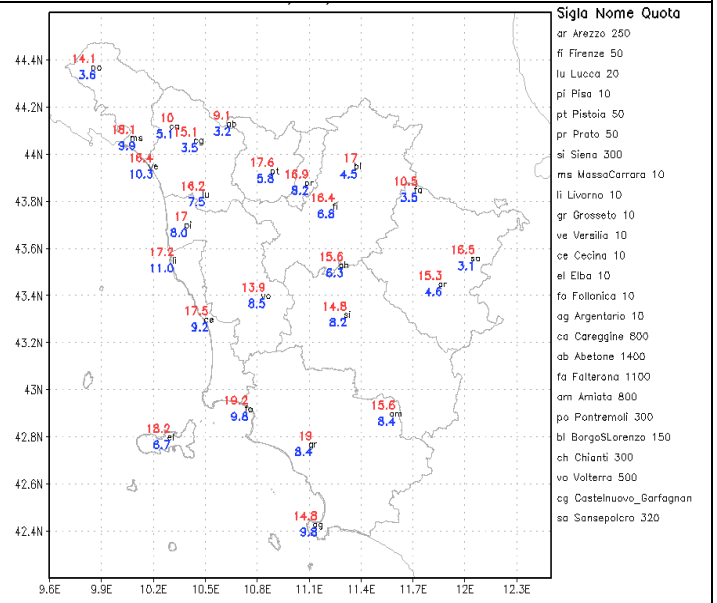 Sigla Nome Quota
ar Arezzo 250
fi Firenze 50
lu Lucca 20
pi Pisa 10
pt Pistoia 50
pr Prato 50
si Siena 300
ms MassaCarrara 10
li Livorno 10
gr Grosseto 10
ve Versilia 10
ce Cecina 10
el Elba 10
fo Follonica 10
ag Argentario 10
ca Careggine 800
ab Abetone 1400
fa Falterona 1100
am Amiata 800
po Pontremoli 300
bl BorgoSLorenzo 150
ch Chianti 300
vo Volterra 500
cg Castelnuovo_Garfagnan
sa Sansepolcro 320
44.4N
44.2N
44N
43.8N
43.6N
43.4N
43.2N
43N
42.8N
42.6N
42.4N
14.1
po
3.6
9.1
ab
3.2
10
ca
5.1
15.1
cg
3.5
ms
9.9
16.4
ve
10.3
17.6
pt
5.8
16.9
pr
8.2
17
bl
4.5
10.5
fa
3.5
16.2
lu
7.5
16.4
fi
6.8
17
pi
8.0
17.2
li
11.0
15.6
ch
6.3
16.5
sa
3.1
15.3
ar
4.6
13.9
vo
8.5
14.8
si
8.2
17.5
ce
9.2
19.2
fo
9.8
15.6
am
8.4
18.2
el
19
gr
8.4
14.8
ag
9.8
9.6E 9.9E 10.2E 10.5E 10.8E 11.1E 11.4E 11.7E 12E 12.3E